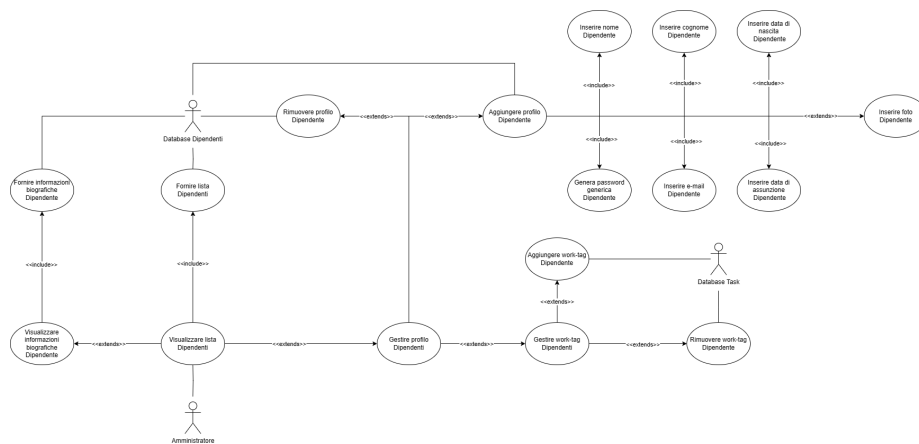 Inserire nome
Dipendente
Inserire cognome
Dipendente
Inserire data di
nascita
Dipendente
<<include>>
<<include>>
<<include>>
Database Dipendenti
Rimuovere profilo
Dipendente
<<extends>>
<<extends>>
Aggiungere profilo
Dipendente
<<extends>>
Inserire foto
Dipendente
<<include>>
<<include>>
<<include>>
Fornire informazioni
biografiche
Dipendente
Fornire lista
Dipendenti
Genera password
generica
Dipendente
Inserire e-mail
Dipendente
Inserire data di
assunzione
Dipendente
<<include>>
<<include>>
Aggiungere work-tag
Dipendente
Database Task
<<extends>>
Visualizzare
informazioni
biografiche
Dipendente
<<extends>>
Visualizzare lista
Dipendenti
<<extends>>
Gestire profilo
Dipendenti
<<extends>>
Gestire work-tag
Dipendenti
<<extends>>
Rimuovere work-tag
Dipendente
Amministratore